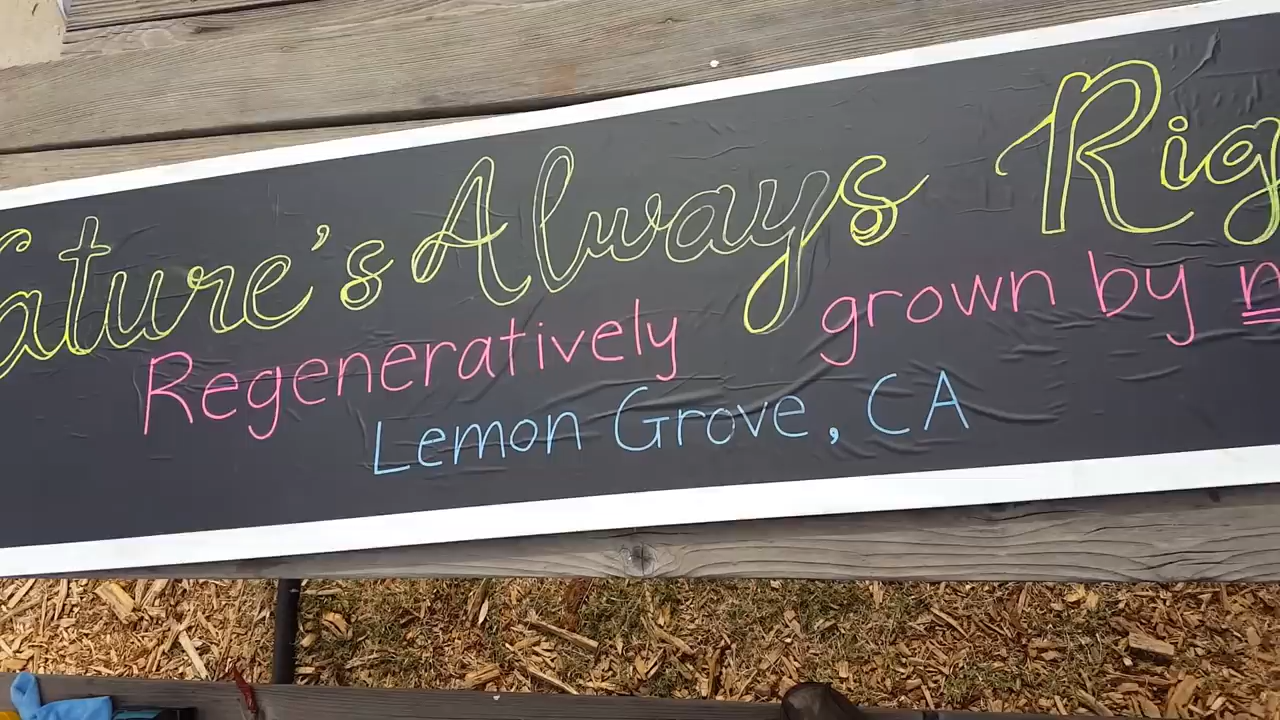 ature's Always Rig
Regeneratively grown by n
Lemon Grove, CA